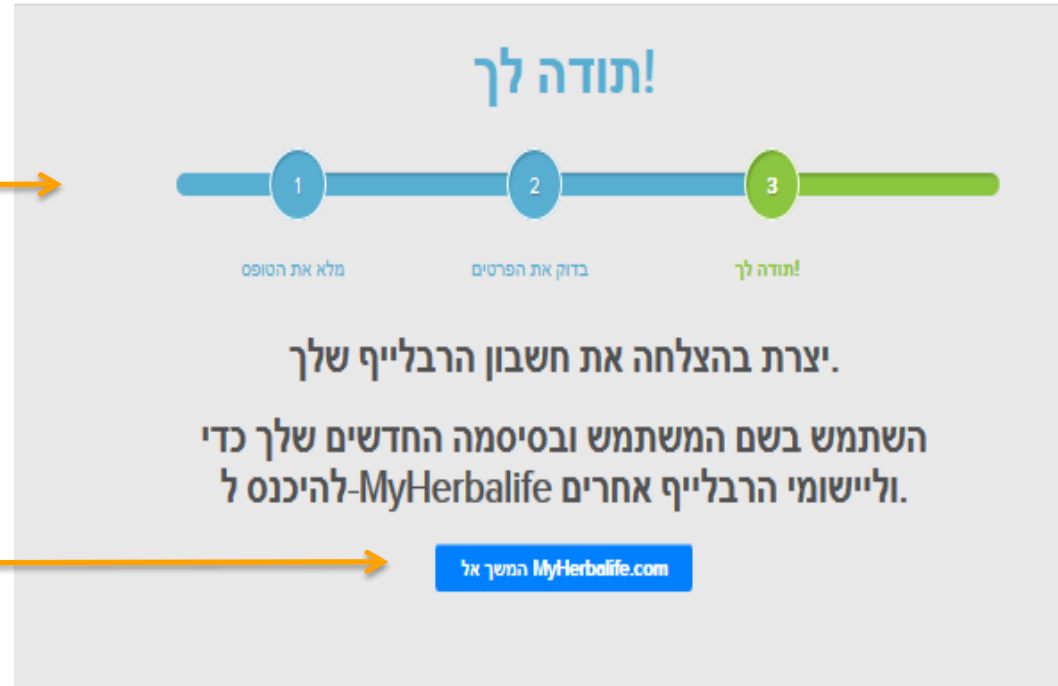 תודה לך!
1
2
3
מלא את הטופס
בדוק את הפרטים
תודה לך!
יצרת בהצלחה את חשבון הרבלייף שלך.
השתמש בשם המשתמש ובסיסמה החדשים שלך כדי
להיכנס ל-MyHerbalife וליישומי הרבלייף אחרים.
המשך אל MyHerbalife.com